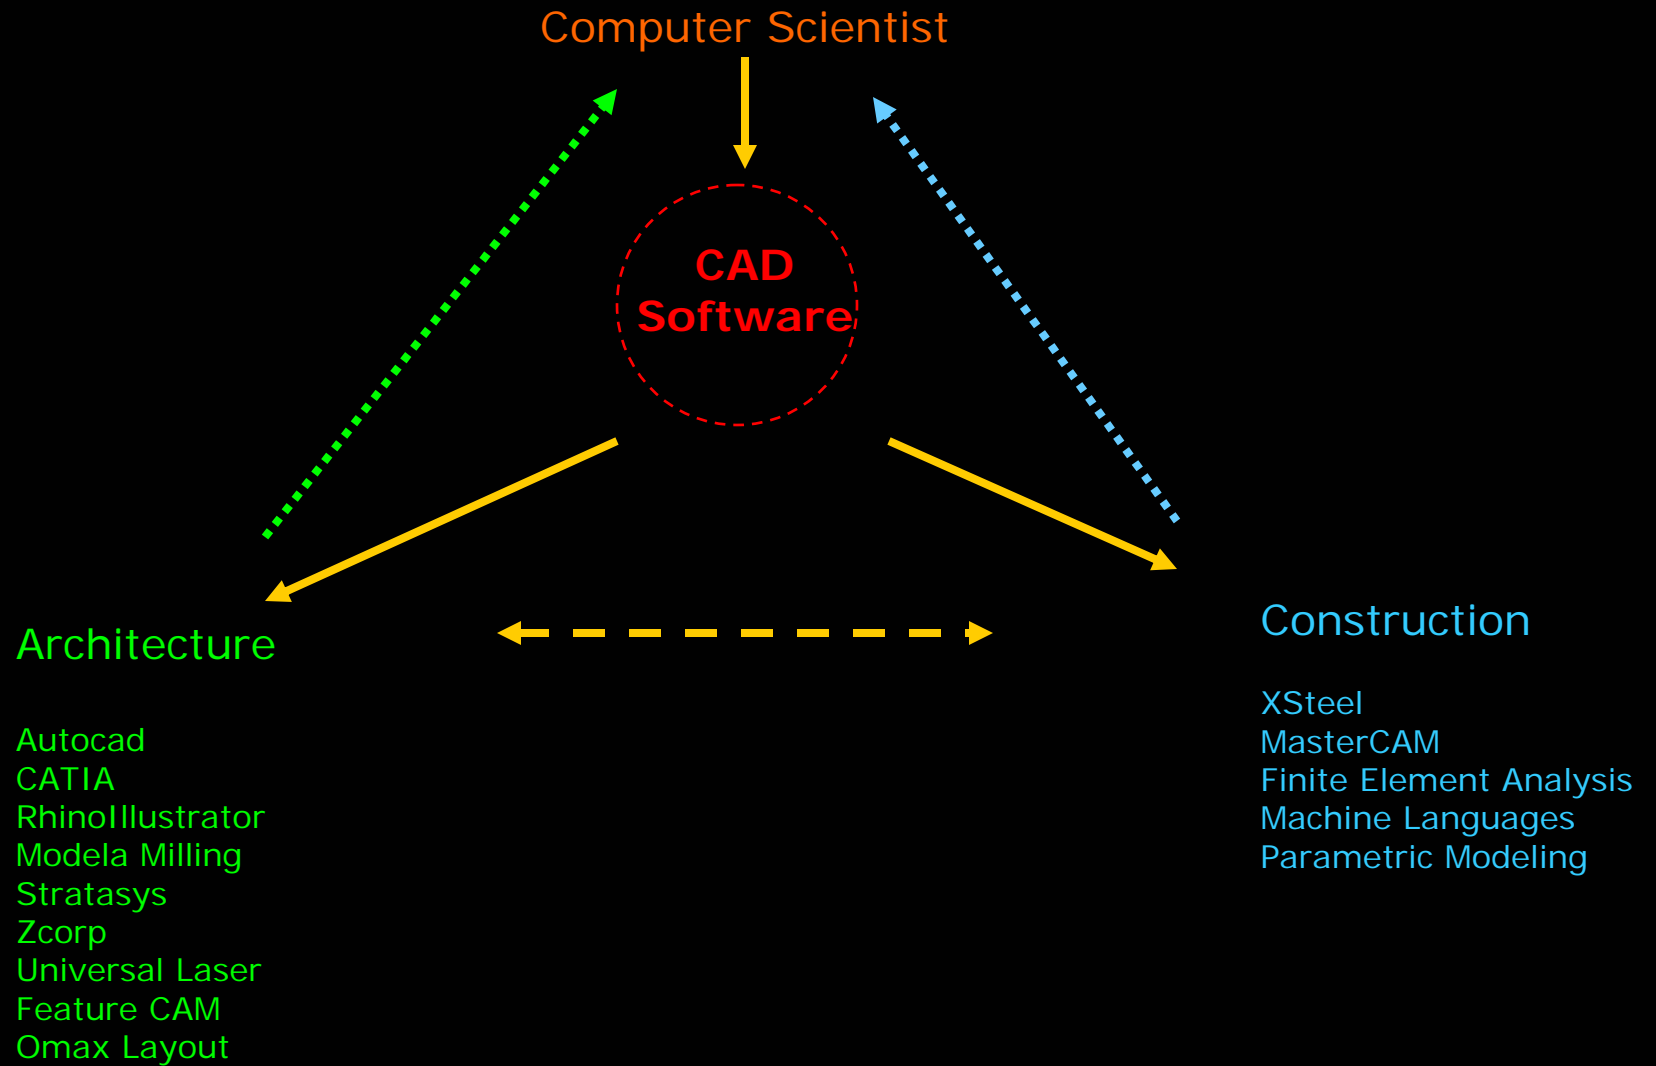 Computer Scientist
CAD
Software
Architecture
Autocad
CATIA
RhinoIllustrator
Modela Milling
Stratasys
Zcorp
Universal Laser
Feature CAM
Omax Layout
Construction
XSteel
MasterCAM
Finite Element Analysis
Machine Languages
Parametric Modeling